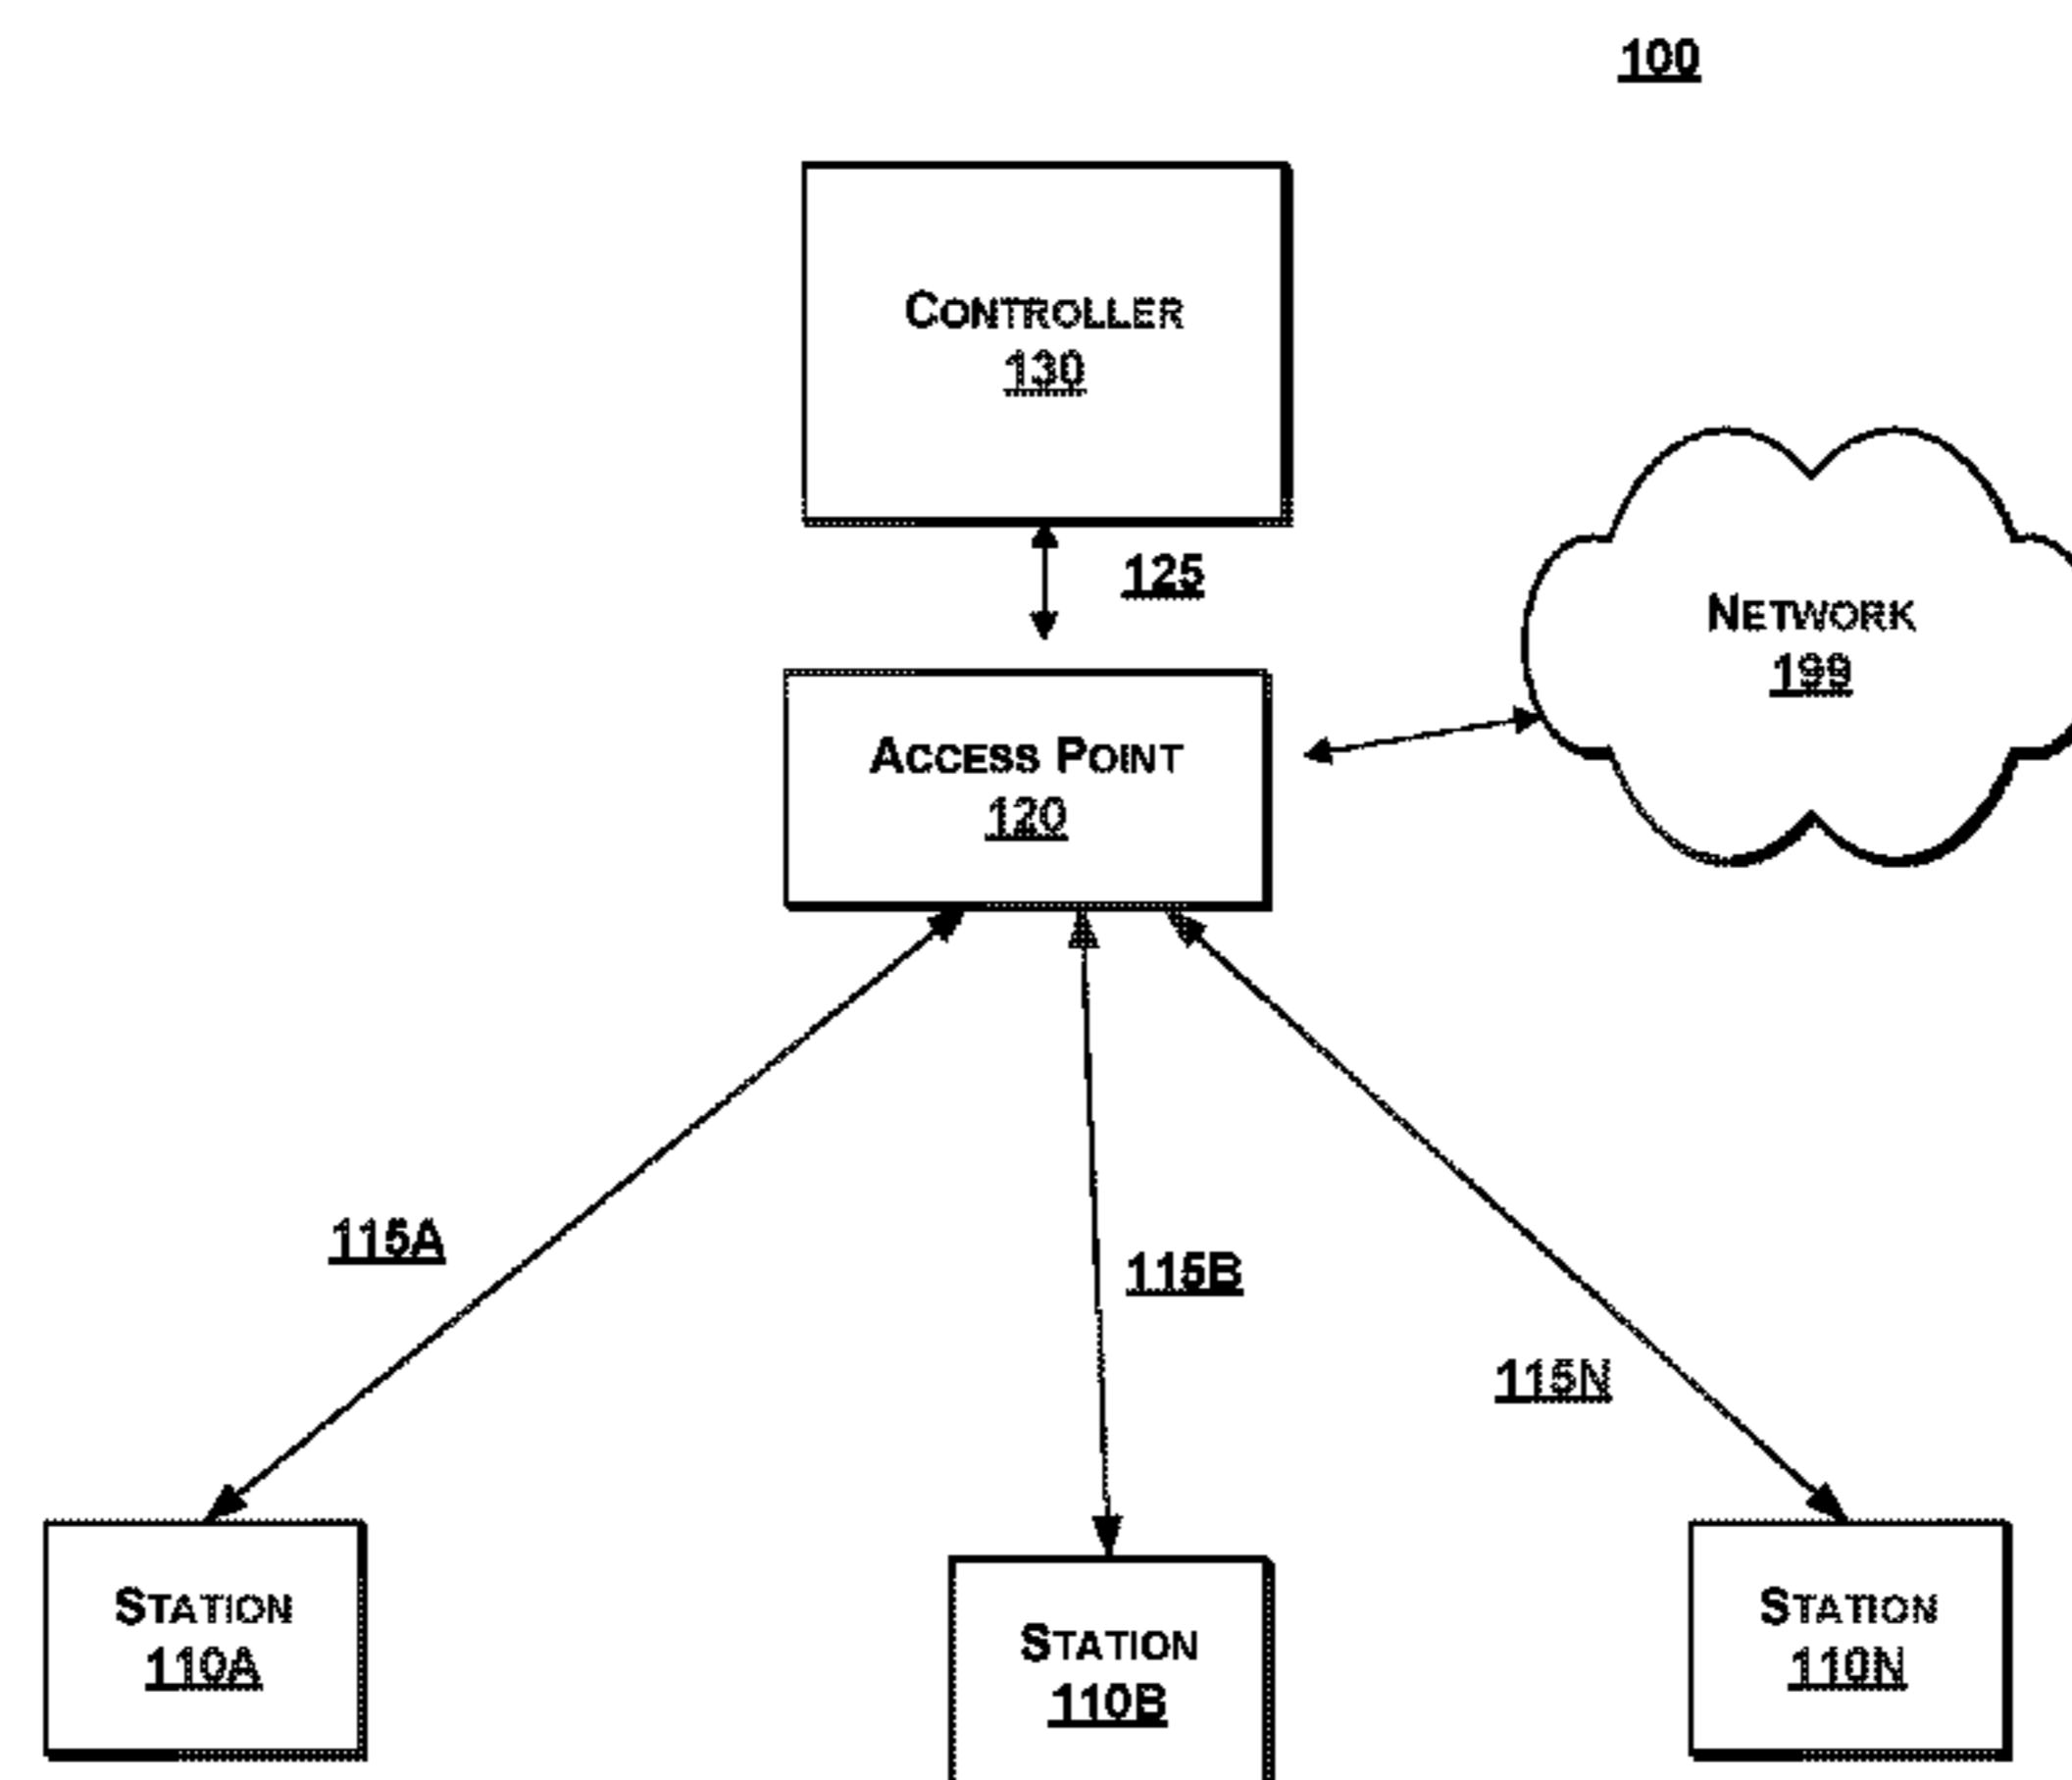 100
CONTROLLER
130
125
NETWORK
199
ACCESS POINT
120
115A
115B
115N
STATION
110A
STATION
110B
STATION
110N